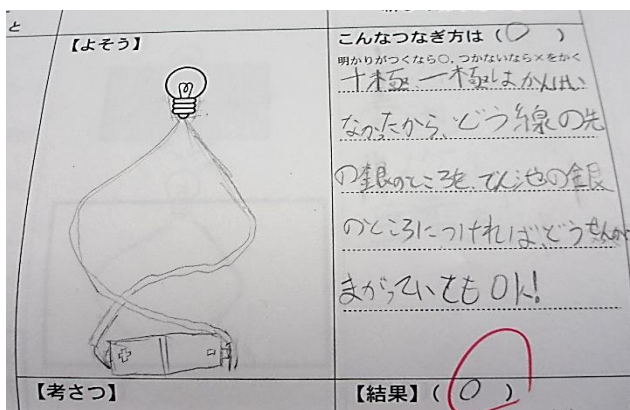 と
【よそう】
こんなつなぎ方は（○）
明かりがつくなら○，つかないなら×をかく
十極、一極はかんけい
なかったから、どう線の先
の銀のところを、でん池の銀
のところにつければ、どうせんが
まがっていてもOK!
+
-
【考さつ】
【結果】（○）